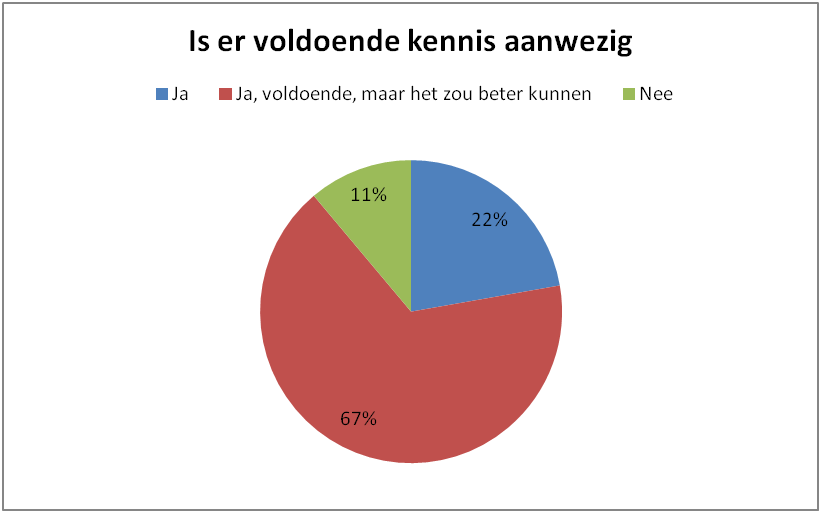 Is er voldoende kennis aanwezig
Ja Ja, voldoende, maar het zou beter kunnen Nee
11%
22%
67%